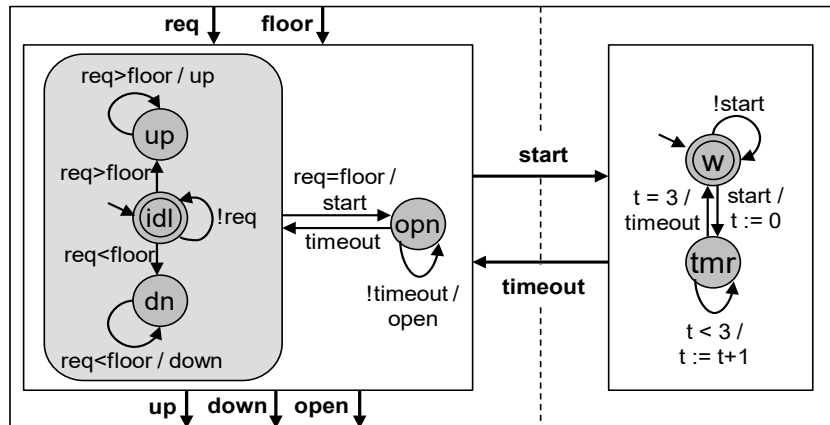 req floor
req>floor / up
up
req>floor
idl
!req
req<floor
dn
req<floor / down
req=floor /
start
timeout
opn
!timeout /
open
start
timeout
!start
w
t = 3 /
timeout
start /
t := 0
tmr
t < 3 /
t := t+1
up down open